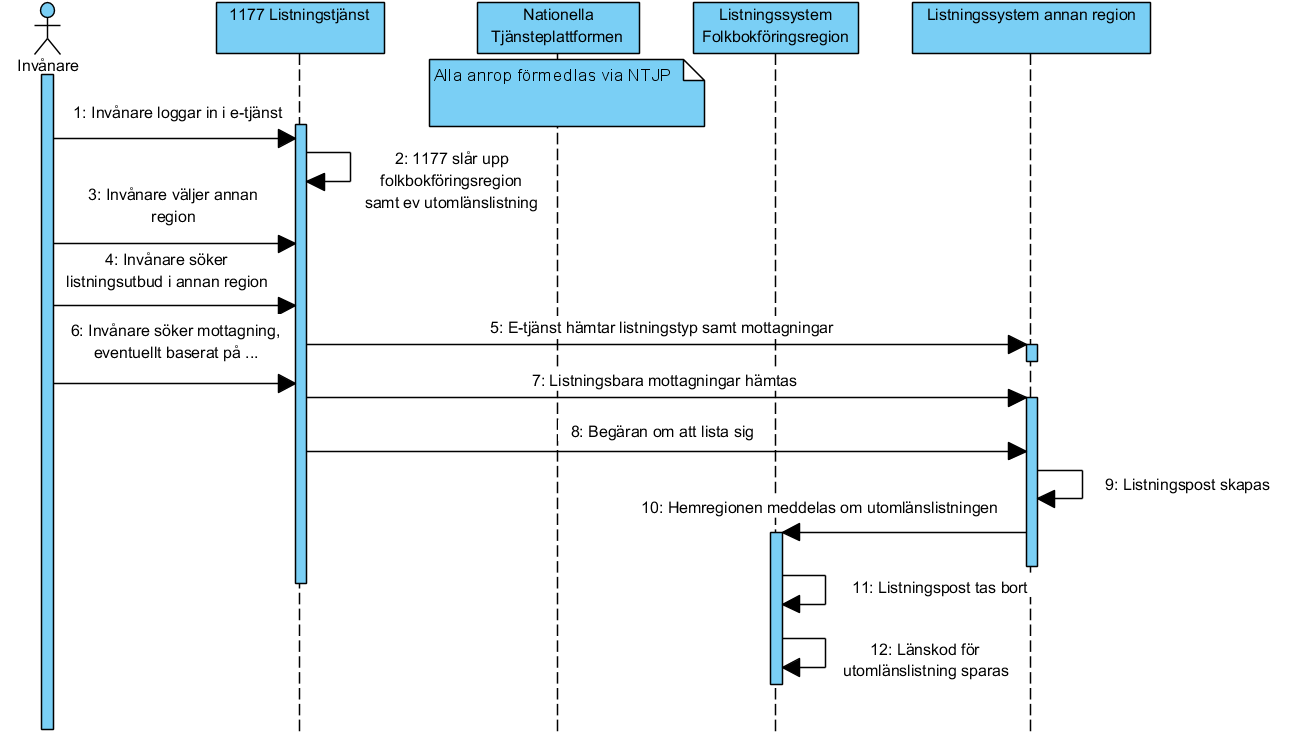 1177 Listningstjänst
Nationella
Tjänsteplattformen
Listningssystem
Folkbokföringsregion
Listningssystem annan region
Invånare
Alla anrop förmedlas via NTJP
1: Invånare loggar in i e-tjänst
2: 1177 slår upp
folkbokföringsregion
samt ev utomlänslistning
3: Invånare väljer annan
region
4: Invånare söker
listningsutbud i annan region
5: E-tjänst hämtar listningstyp samt mottagningar
6: Invånare söker mottagning,
eventuellt baserat på ...
7: Listningsbara mottagningar hämtas
8: Begäran om att lista sig
9: Listningspost skapas
10: Hemregionen meddelas om utomlänslistningen
11: Listningspost tas bort
12: Länskod för
utomlänslistning sparas